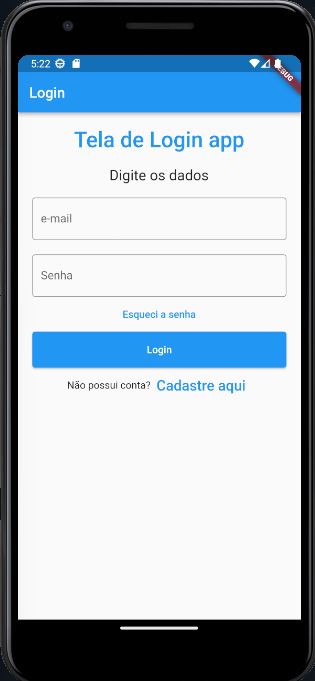 5:22
Login
Tela de Login app
Digite os dados
e-mail
Senha
Esqueci a senha
Login
Não possui conta? Cadastre aqui